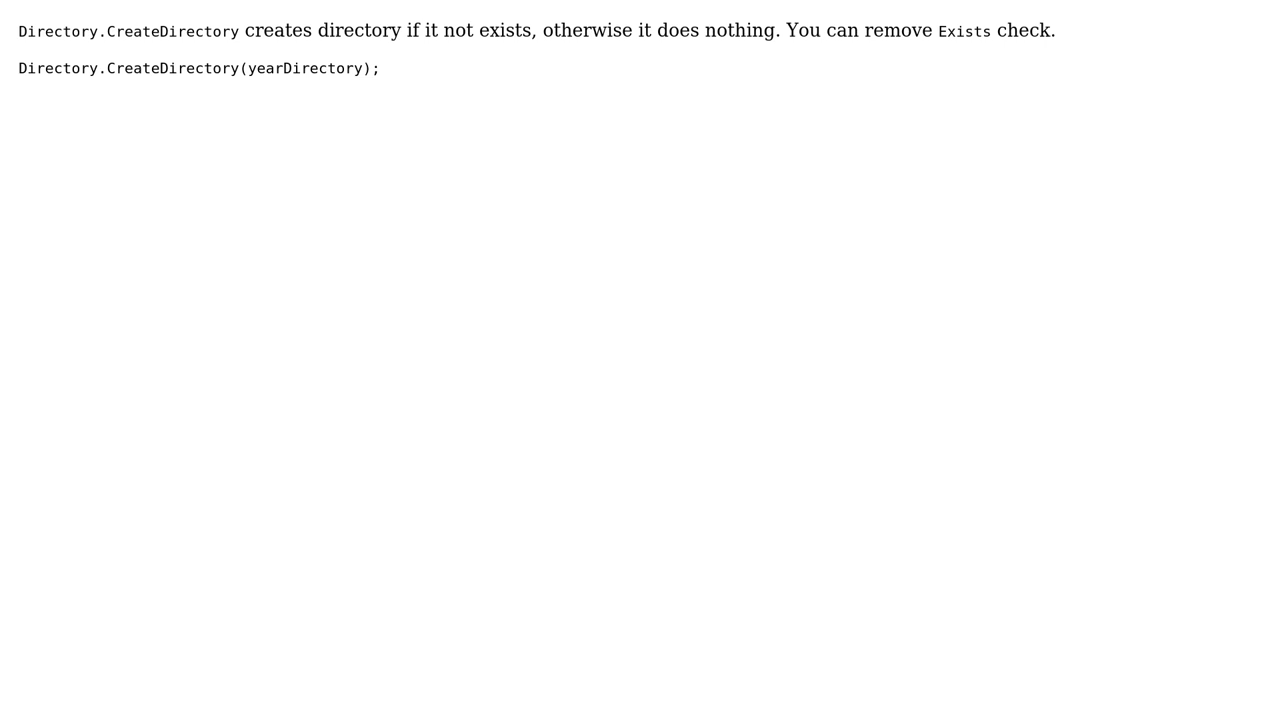 Directory.CreateDirectory creates directory if it not exists, otherwise it does nothing. You can remove Exists check.
Directory.CreateDirectory(yearDirectory);